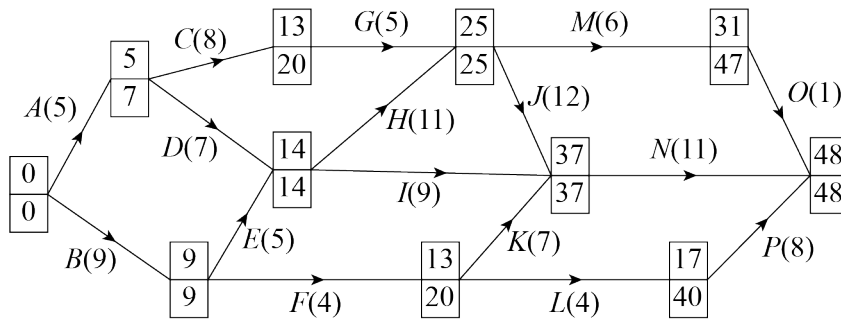 13
G(5)
25
M(6)
31
5
C(8)
20
25
47
7
A(5)
J(12)
O(1)
H(11)
D(7)
14
37
N(11)
48
0
14
I(9)
37
48
0
E(5)
K(7)
P(8)
B(9)
9
13
17
9
F(4)
20
L(4)
40